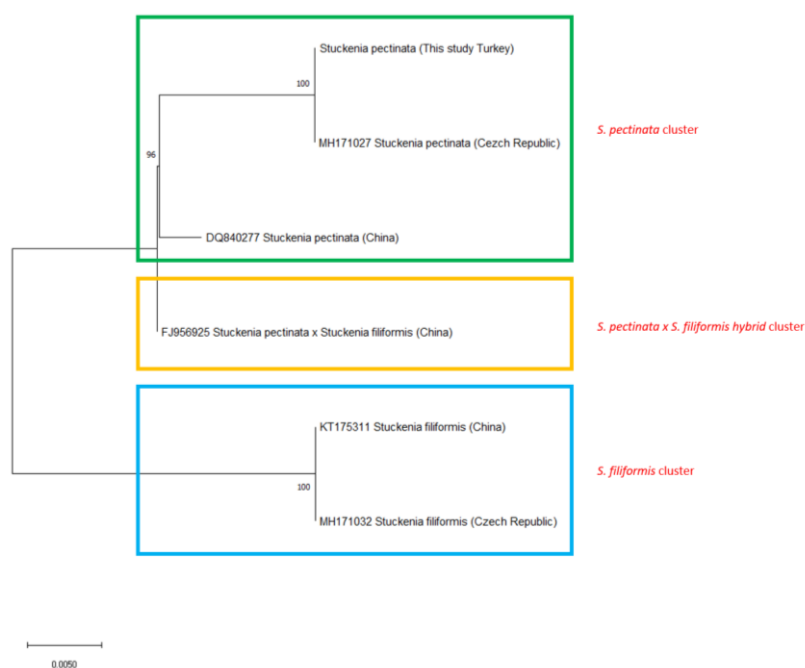 Stuckenia pectinata (This study Turkey)
100
S. pectinata cluster
MH171027 Stuckenia pectinata (Cezch Republic)
96
DQ840277 Stuckenia pectinata (China)
FJ956925 Stuckenia pectinata x Stuckenia filiformis (China)
S. pectinata x S. filiformis hybrid cluster
KT175311 Stuckenia filiformis (China)
S. filiformis cluster
100
MH171032 Stuckenia filiformis (Czech Republic)
0.0050